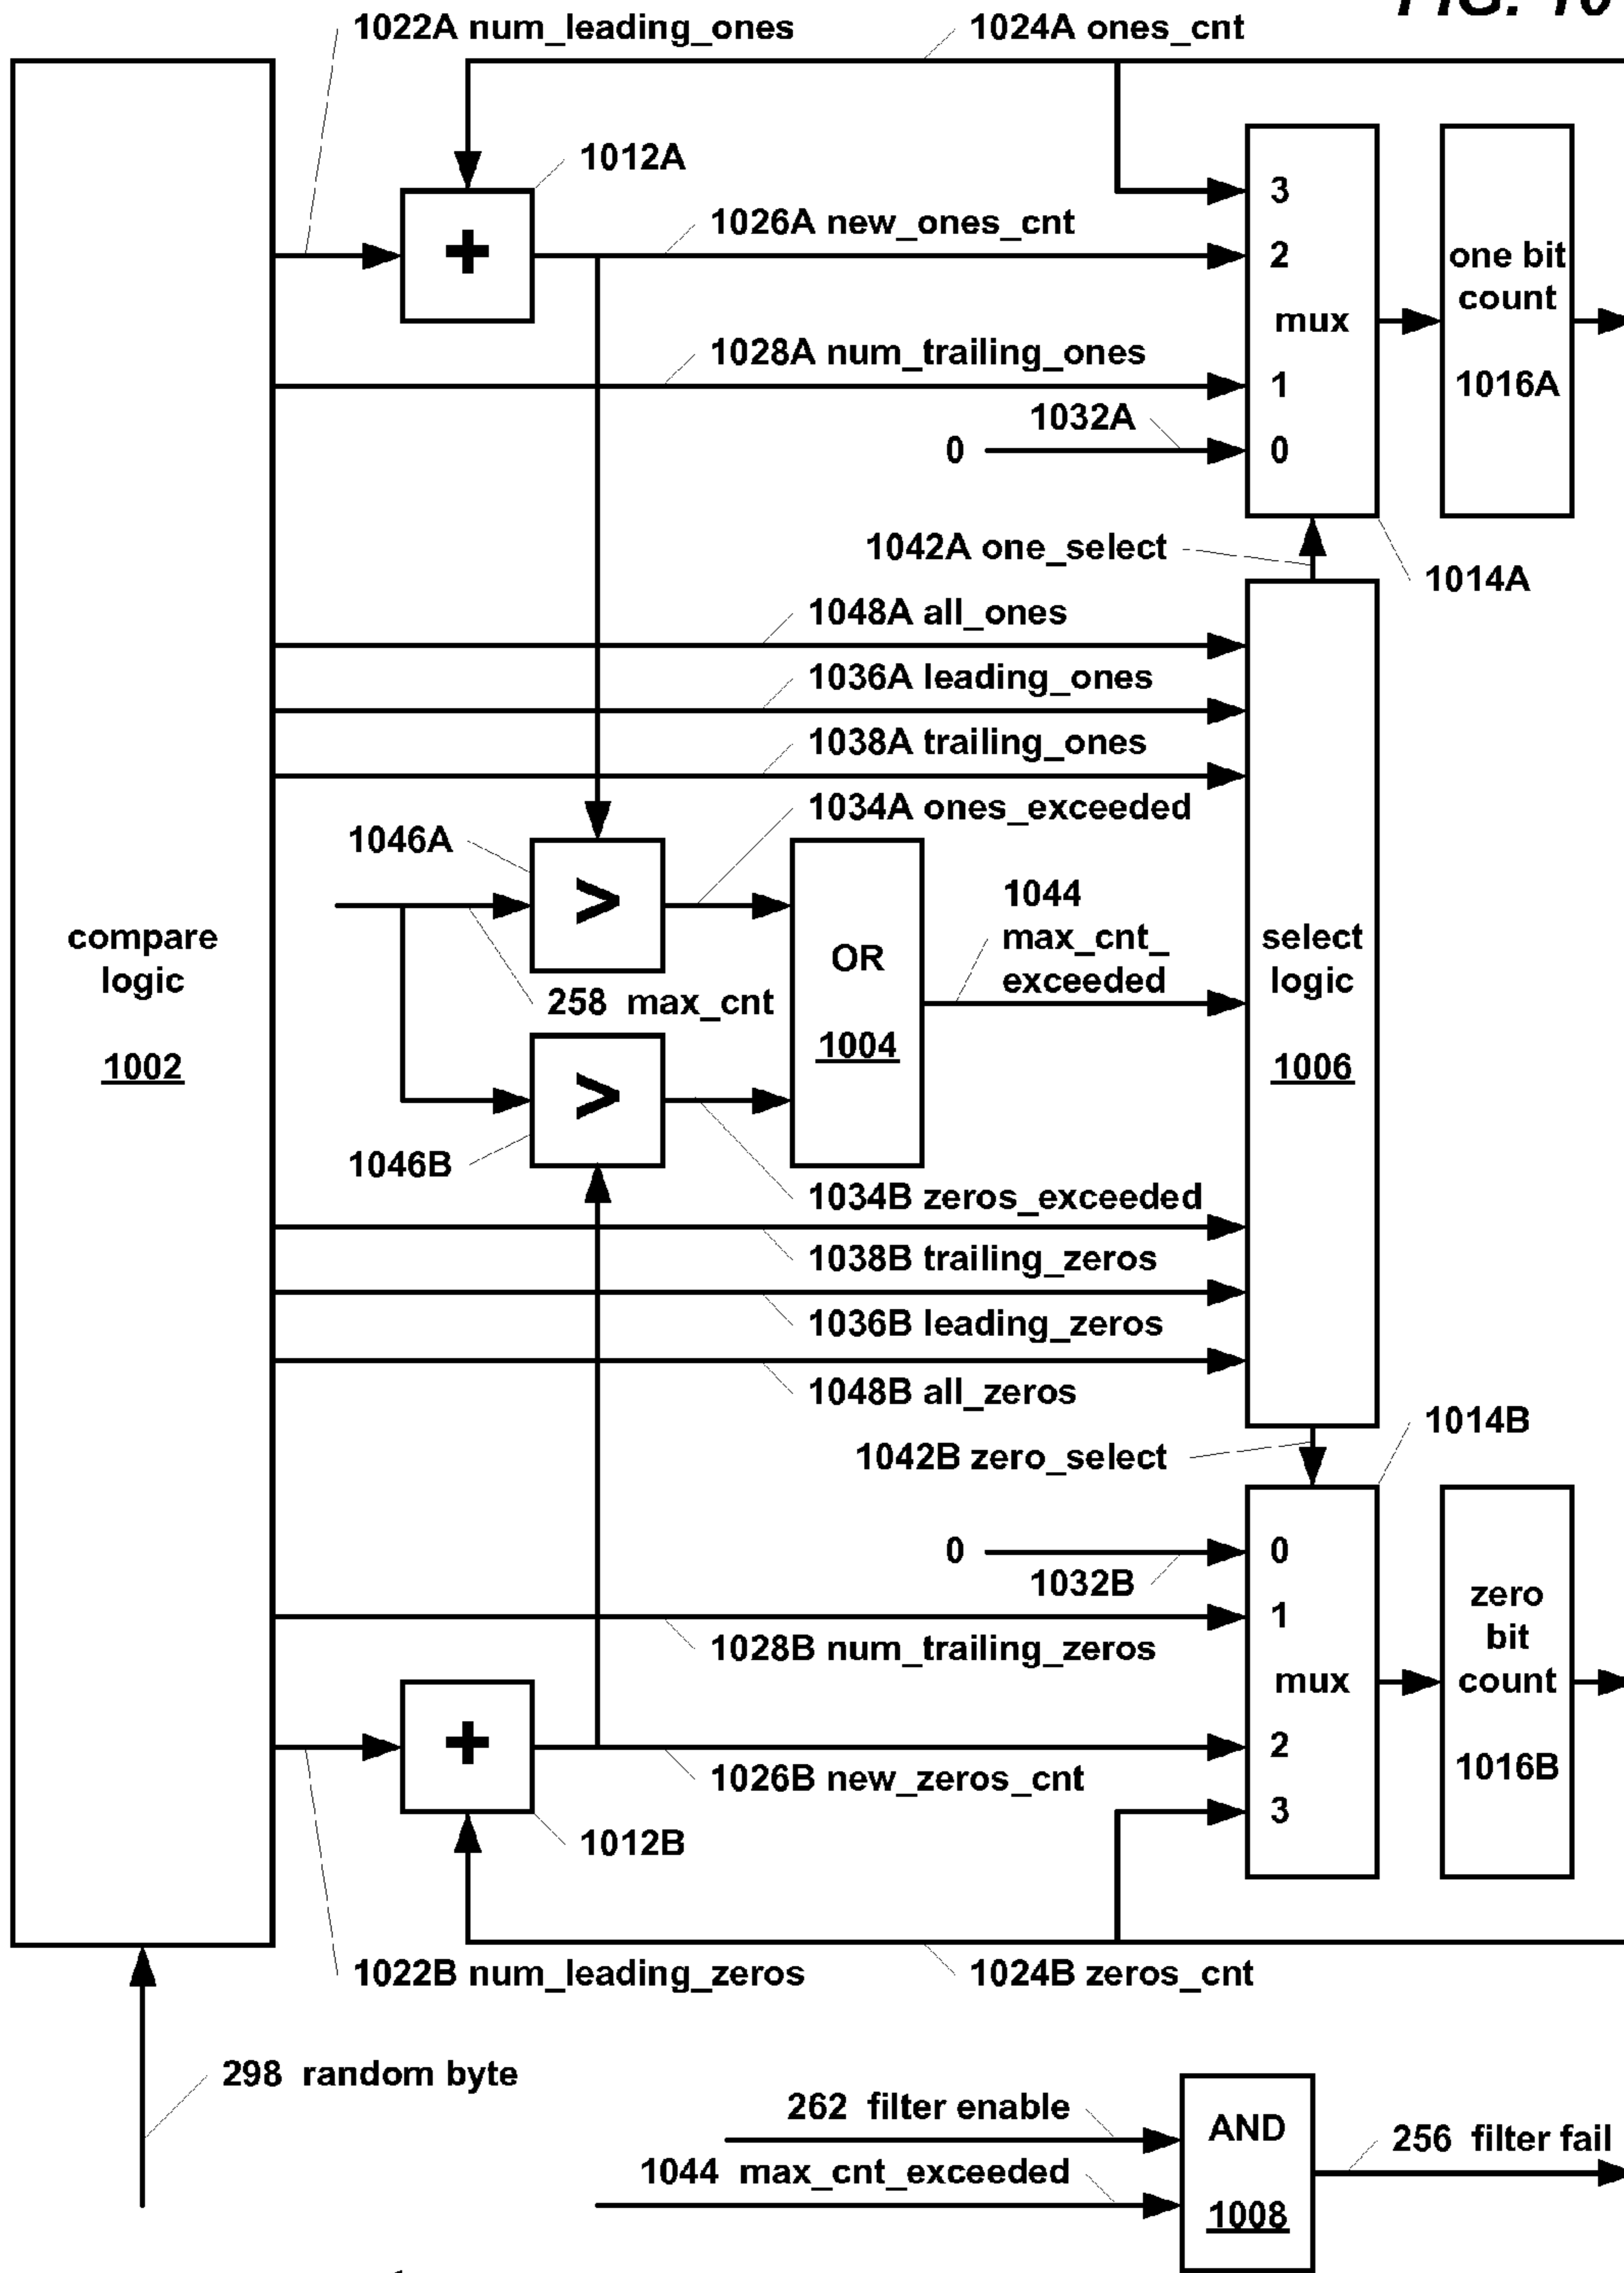 FIG. 10
1022A num_leading_ones
1024A ones_cnt
1012A
+
1026A new_ones_cnt
1028A num_trailing_ones
1032A
0
3
2
mux
1
0
one bit
count
1016A
1042A one_select
1014A
1048A all_ones
1036A leading_ones
1038A trailing_ones
1034A ones_exceeded
1046A
>
258 max_cnt
>
1046B
OR
1004
1044
max_cnt_
exceeded
compare
logic
1002
select
logic
1006
1034B zeros_exceeded
1038B trailing_zeros
1036B leading_zeros
1048B all_zeros
1042B zero_select
1014B
0
1032B
0
1
mux
2
3
zero
bit
count
1016B
1028B num_trailing_zeros
+
1026B new_zeros_cnt
1012B
1022B num_leading_zeros
1024B zeros_cnt
298 random byte
262 filter enable
1044 max_cnt_exceeded
AND
1008
256 filter fail